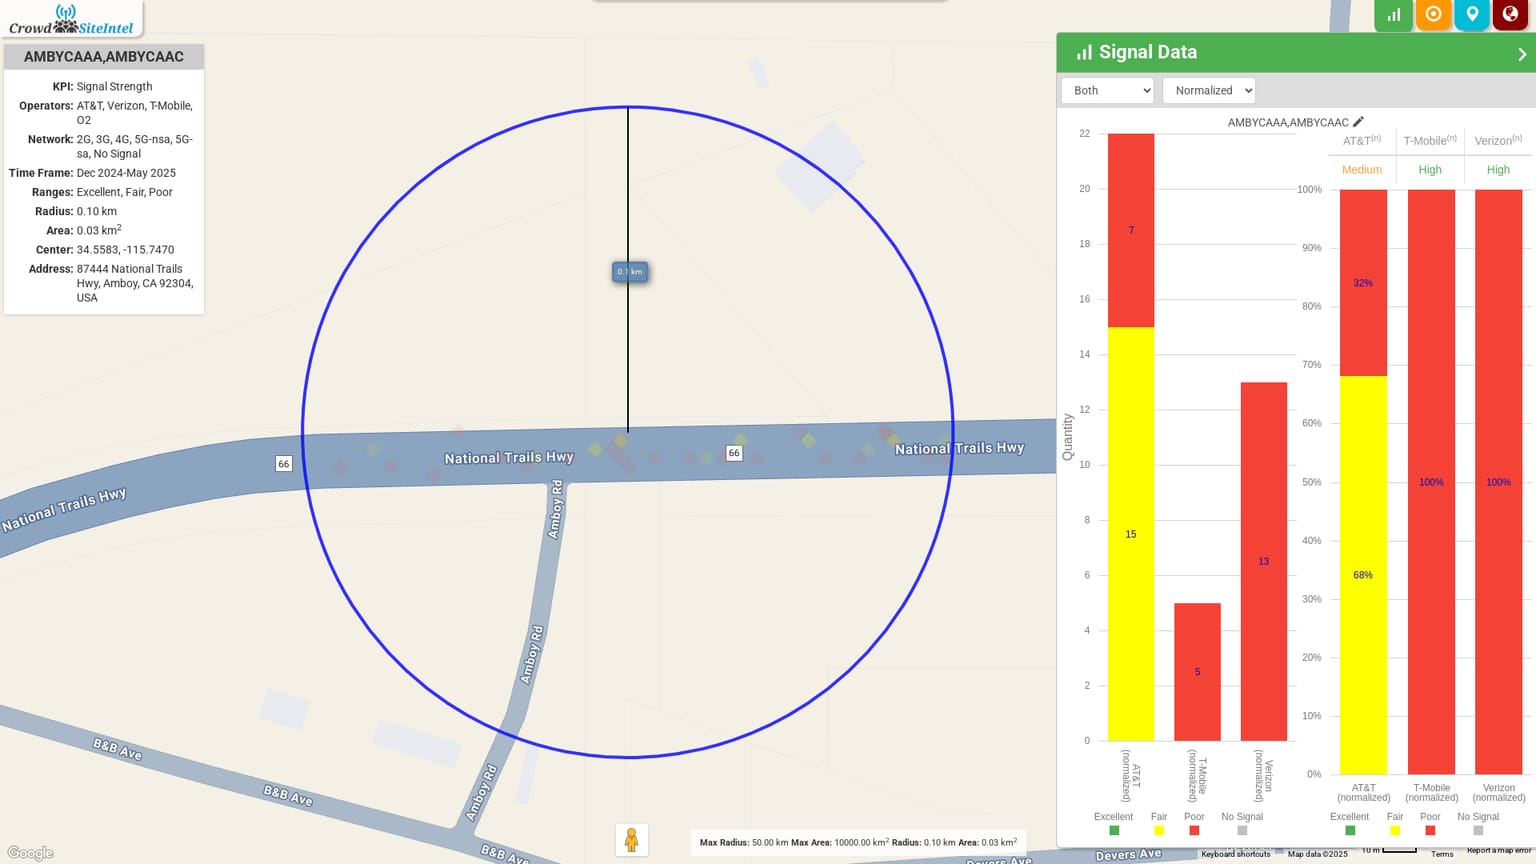 Crowd SiteIntel
AMBYCAAA,AMBYCAAC
KPI: Signal Strength
Operators: AT&T, Verizon, T-Mobile,
O2
Network: 2G, 3G, 4G, 5G-nsa, 5G-
sa, No Signal
Time Frame: Dec 2024-May 2025
Ranges: Excellent, Fair, Poor
Radius: 0.10 km
Area: 0.03 km²
Center: 34.5583, -115.7470
Address: 87444 National Trails
Hwy, Amboy, CA 92304,
USA
0.1 km
66
National Trails Hwy
66
National Trails Hwy
National Trails Hwy
Amboy Rd
Amboy Rd
Amboy Rd
B&B Ave
B&B Ave
B&B Ave
Devers Ave
Devers Ave
Google
Max Radius: 50.00 km Max Area: 10000.00 km² Radius: 0.10 km Area: 0.03 km²
Signal Data
Both
Normalized
AMBYCAAA,AMBYCAAC
Quantity
22
20
18
16
14
12
10
8
6
4
2
0
7
15
5
13
AT&T
(normalized)
T-Mobile
(normalized)
Verizon
(normalized)
Excellent Fair Poor No Signal
AT&T(n) T-Mobile(n) Verizon(n)
Medium High High
100%
90%
80%
70%
60%
50%
40%
30%
20%
10%
0%
32%
68%
100%
100%
AT&T
(normalized)
T-Mobile
(normalized)
Verizon
(normalized)
Excellent Fair Poor No Signal
Keyboard shortcuts Map data ©2025 10 m Terms Report a map error